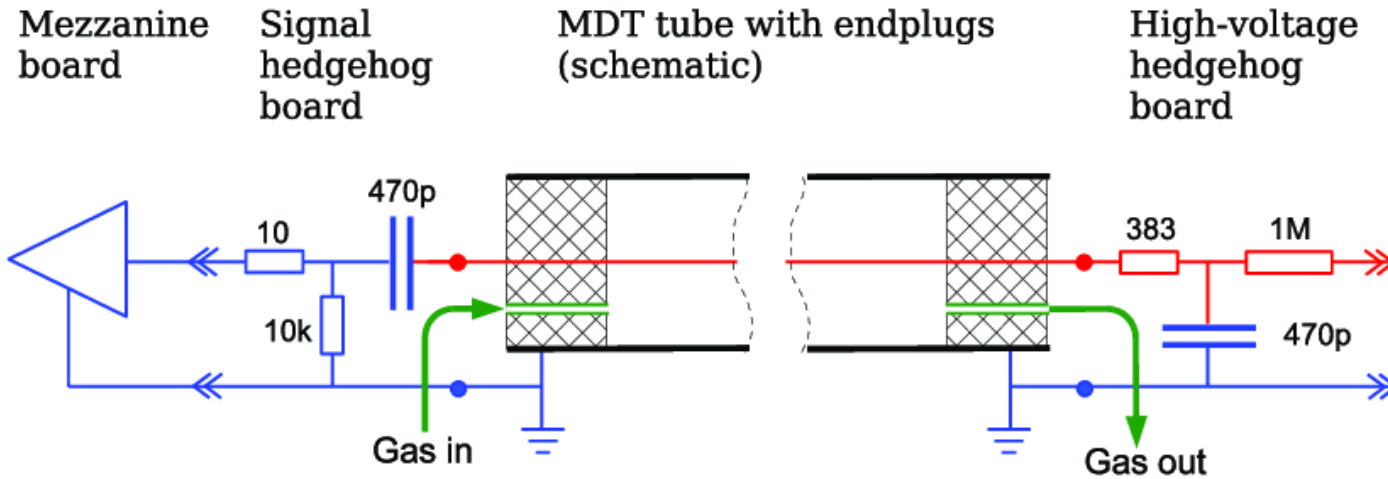 Mezzanine
board
Signal
hedgehog
board
MDT tube with endplugs
(schematic)
High-voltage
hedgehog
board
470p
10
10k
383
1M
470p
Gas in
Gas out